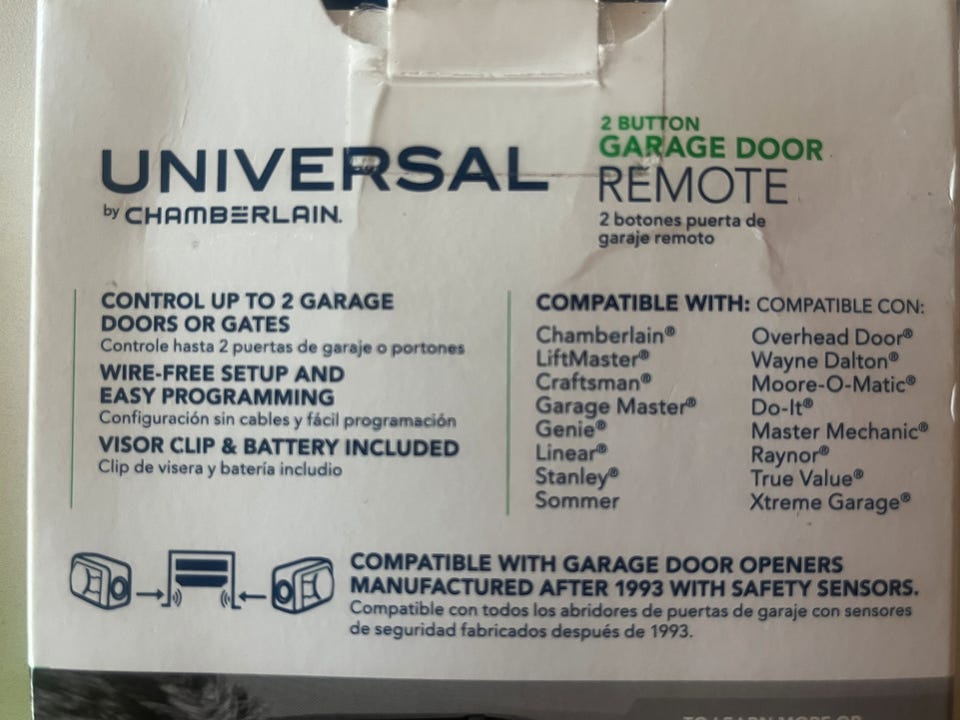 UNIVERSAL
by CHAMBERLAIN.
2 BUTTON
GARAGE DOOR
REMOTE
2 botones puerta de
garaje remoto
CONTROL UP TO 2 GARAGE
DOORS OR GATES
Controle hasta 2 puertas de garaje o portones
WIRE-FREE SETUP AND
EASY PROGRAMMING
Configuración sin cables y fácil programación
VISOR CLIP & BATTERY INCLUDED
Clip de visera y batería includio
COMPATIBLE WITH: COMPATIBLE CON:
Chamberlain®
LiftMaster®
Craftsman®
Garage Master®
Genie®
Linear®
Stanley®
Sommer
Overhead Door®
Wayne Dalton®
Moore-O-Matic®
Do-It®
Master Mechanic®
Raynor®
True Value®
Xtreme Garage®
COMPATIBLE WITH GARAGE DOOR OPENERS
MANUFACTURED AFTER 1993 WITH SAFETY SENSORS.
Compatible con todos los abridores de puertas de garaje con sensores
de seguridad fabricados después de 1993.
TO LEARN MORE OR